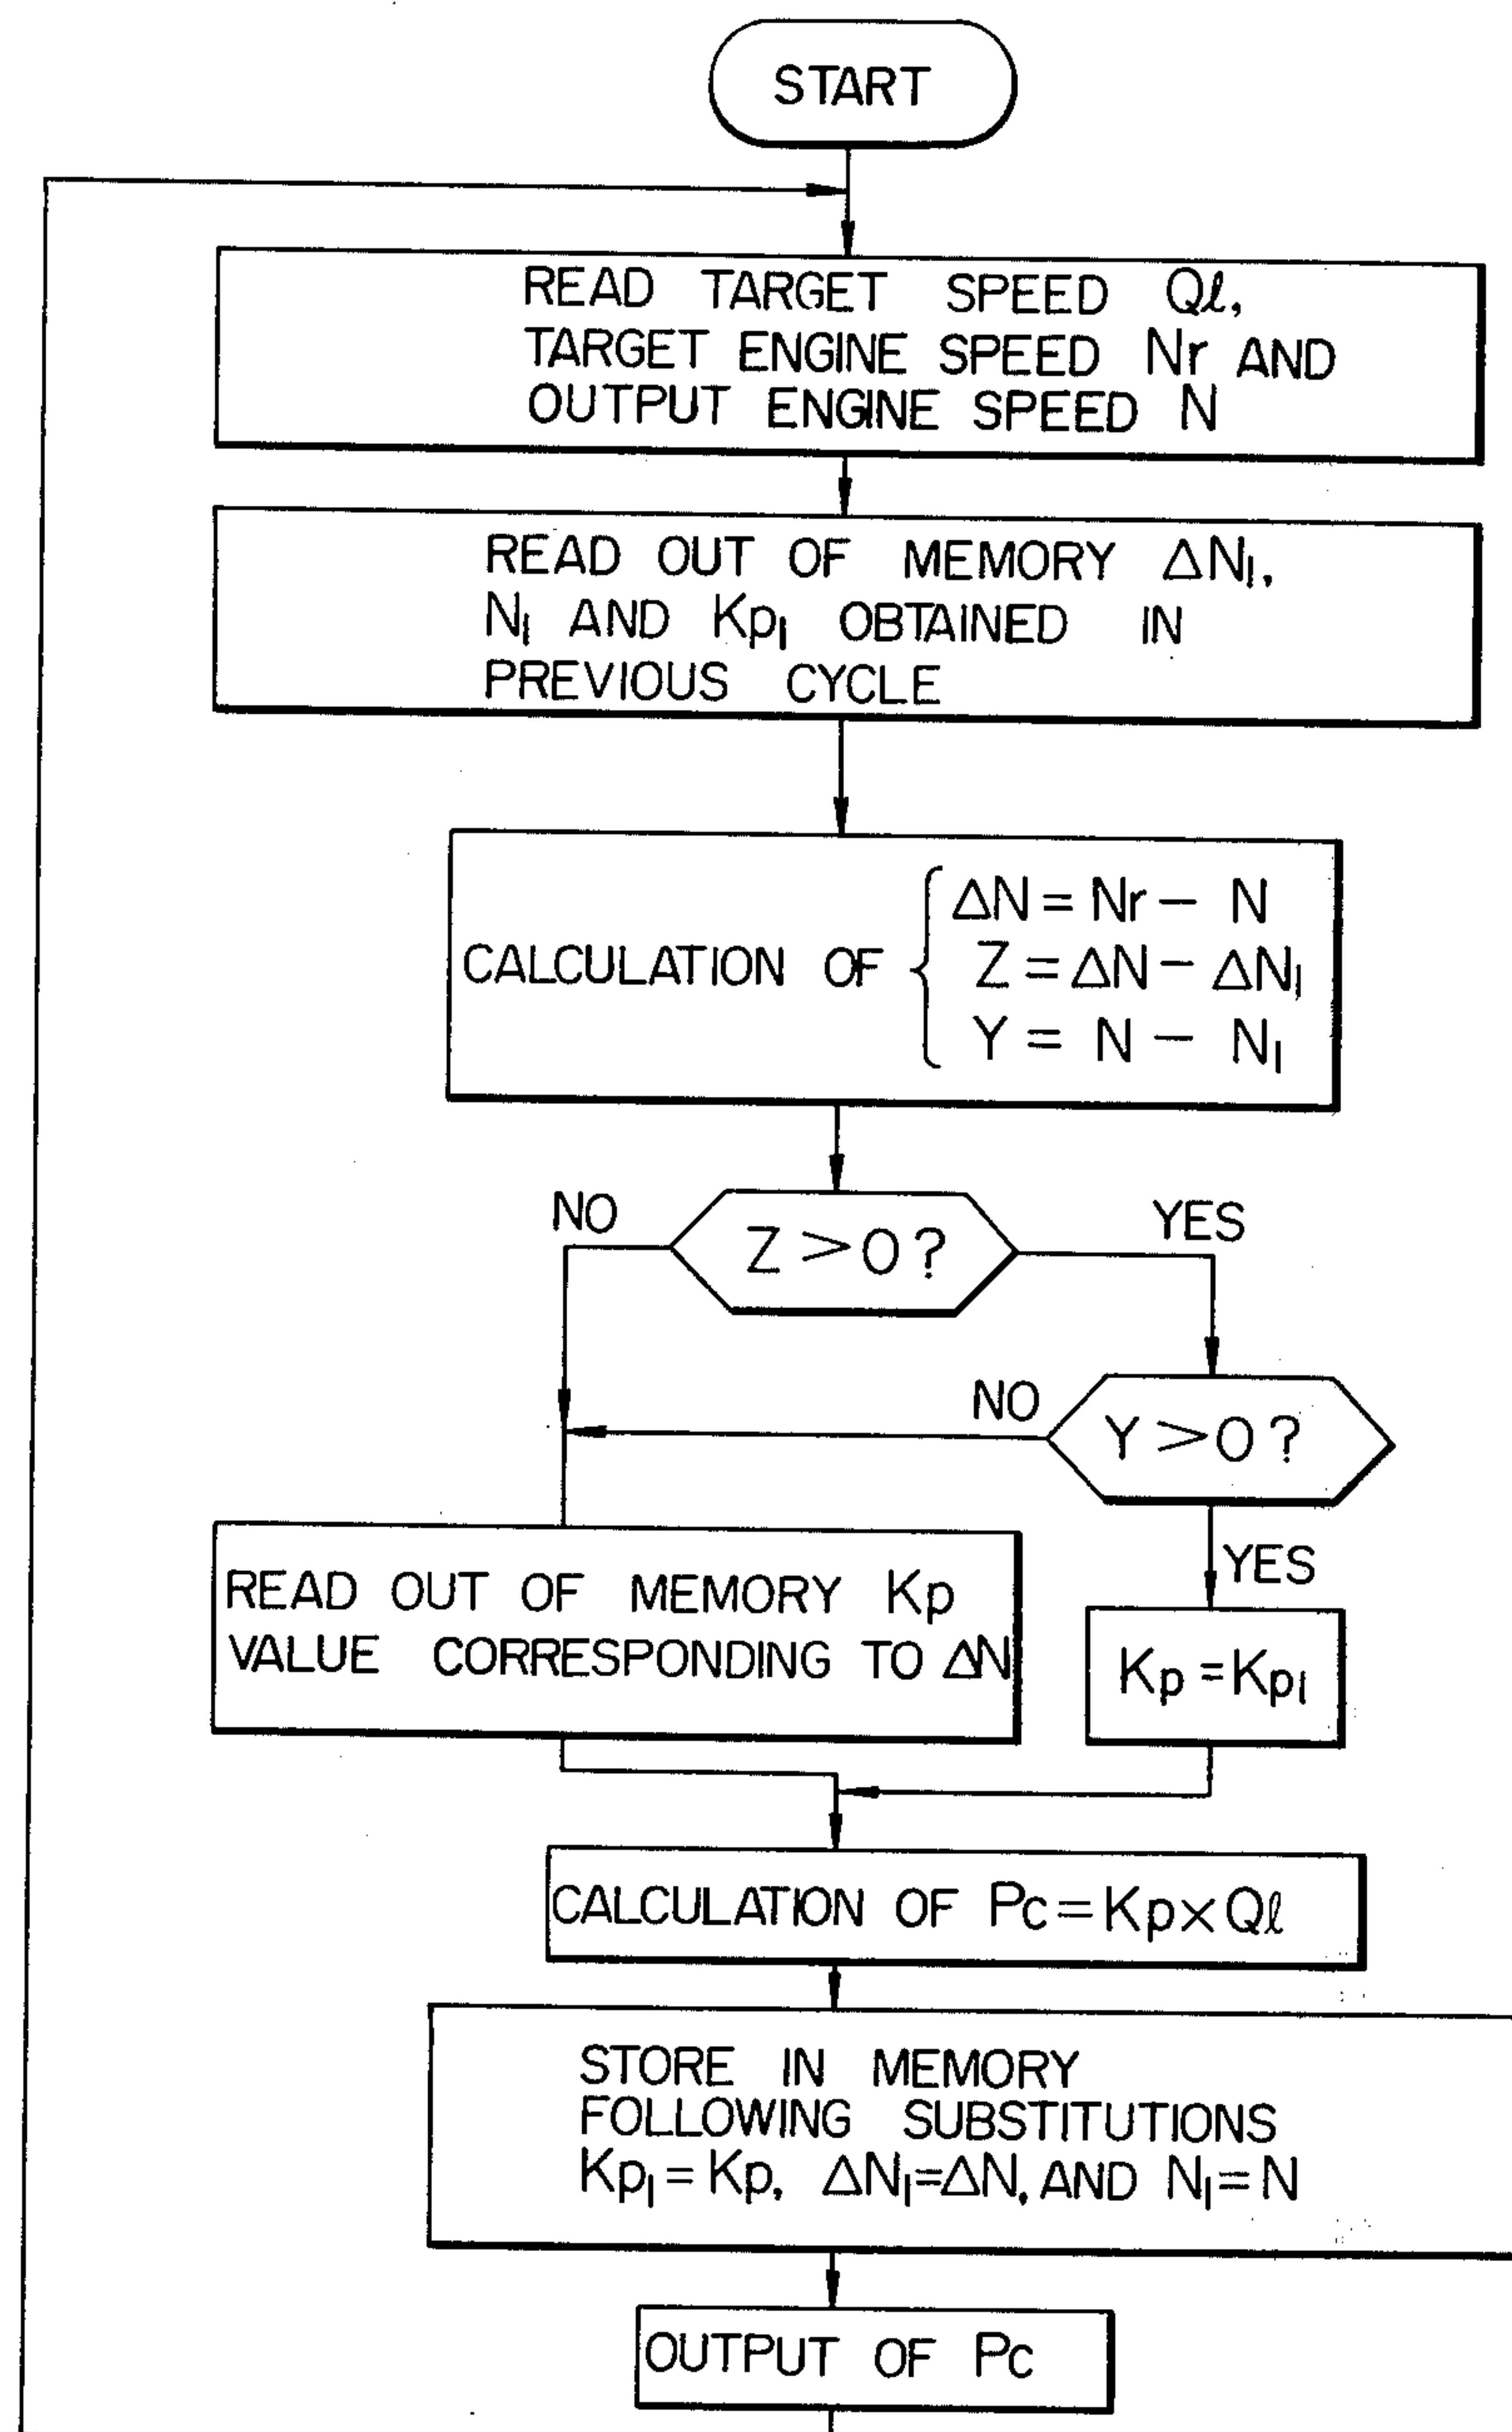 START
READ TARGET SPEED Qℓ,
TARGET ENGINE SPEED Nr AND
OUTPUT ENGINE SPEED N
READ OUT OF MEMORY ΔN₁,
N₁ AND Kp₁ OBTAINED IN
PREVIOUS CYCLE
ΔN = Nr − N
CALCULATION OF { Z = ΔN − ΔN₁
Y = N − N₁
NO
Z > O ?
YES
NO
Y > O ?
YES
READ OUT OF MEMORY Kp
VALUE CORRESPONDING TO ΔN
Kp = Kp₁
CALCULATION OF Pc = Kp × Qℓ
STORE IN MEMORY
FOLLOWING SUBSTITUTIONS
Kp₁ = Kp, ΔN₁=ΔN, AND N₁ = N
OUTPUT OF Pc